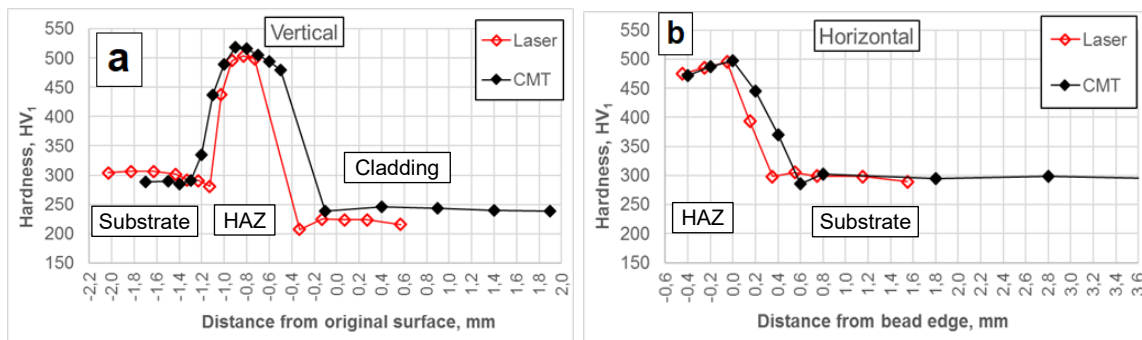 a
Vertical
Laser
CMT
Hardness, HV1
550
500
450
400
350
300
250
200
150
Substrate
HAZ
Cladding
-2,2 -2,0 -1,8 -1,6 -1,4 -1,2 -1,0 -0,8 -0,6 -0,4 -0,2 0,0 0,2 0,4 0,6 0,8 1,0 1,2 1,4 1,6 1,8 2,0
Distance from original surface, mm
b
Horizontal
Laser
CMT
Hardness, HV1
550
500
450
400
350
300
250
200
150
HAZ
Substrate
-0,6 -0,4 -0,2 0,0 0,2 0,4 0,6 0,8 1,0 1,2 1,4 1,6 1,8 2,0 2,2 2,4 2,6 2,8 3,0 3,2 3,4 3,6
Distance from bead edge, mm